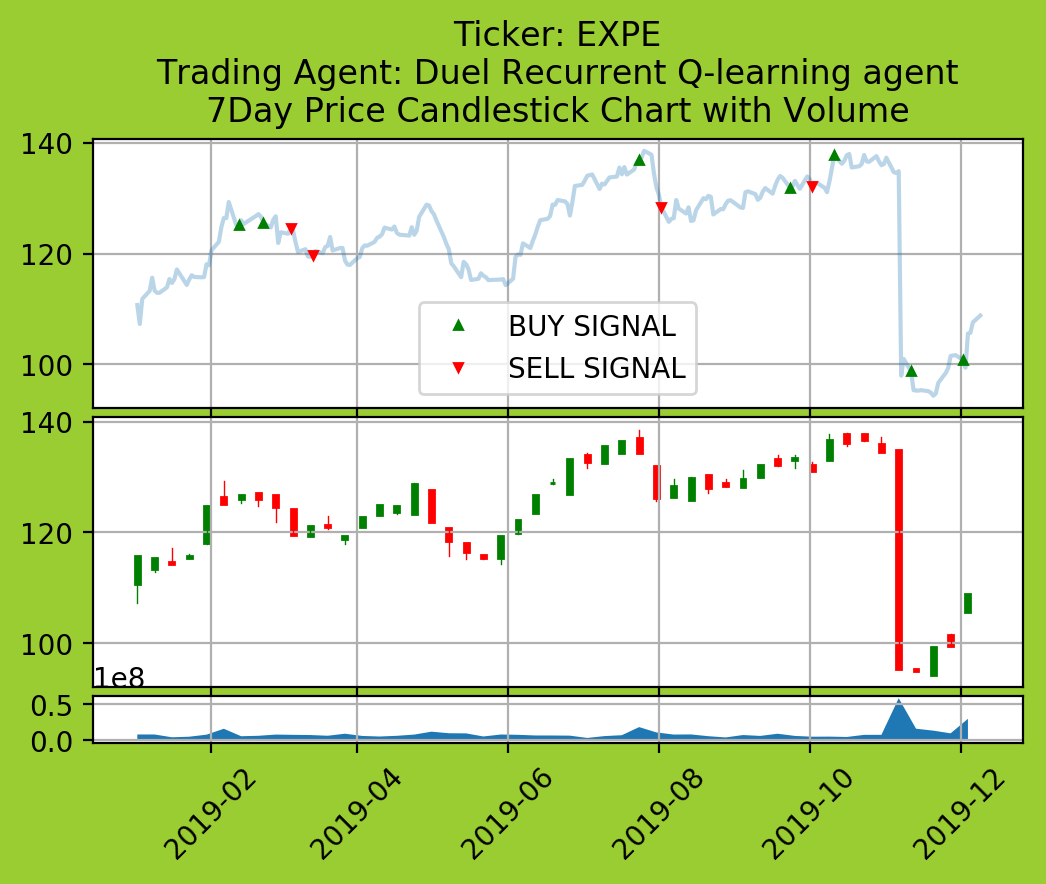 Ticker: EXPE
Trading Agent: Duel Recurrent Q-learning agent
7Day Price Candlestick Chart with Volume
140
120
100
BUY SIGNAL
SELL SIGNAL
140
120
100
1e8
0.5
0.0
2019-02
2019-04
2019-06
2019-08
2019-10
2019-12